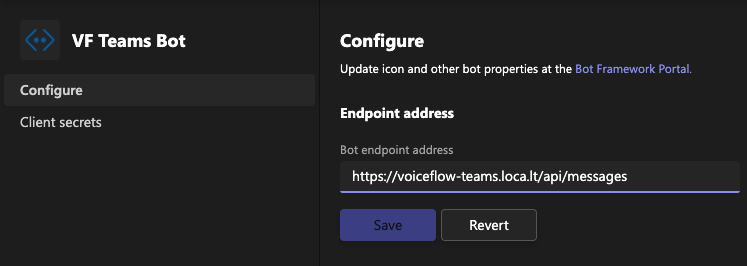 VF Teams Bot
Configure
Client secrets
Configure
Update icon and other bot properties at the Bot Framework Portal.
Endpoint address
Bot endpoint address
https://voiceflow-teams.loca.lt/api/messages
Save
Revert